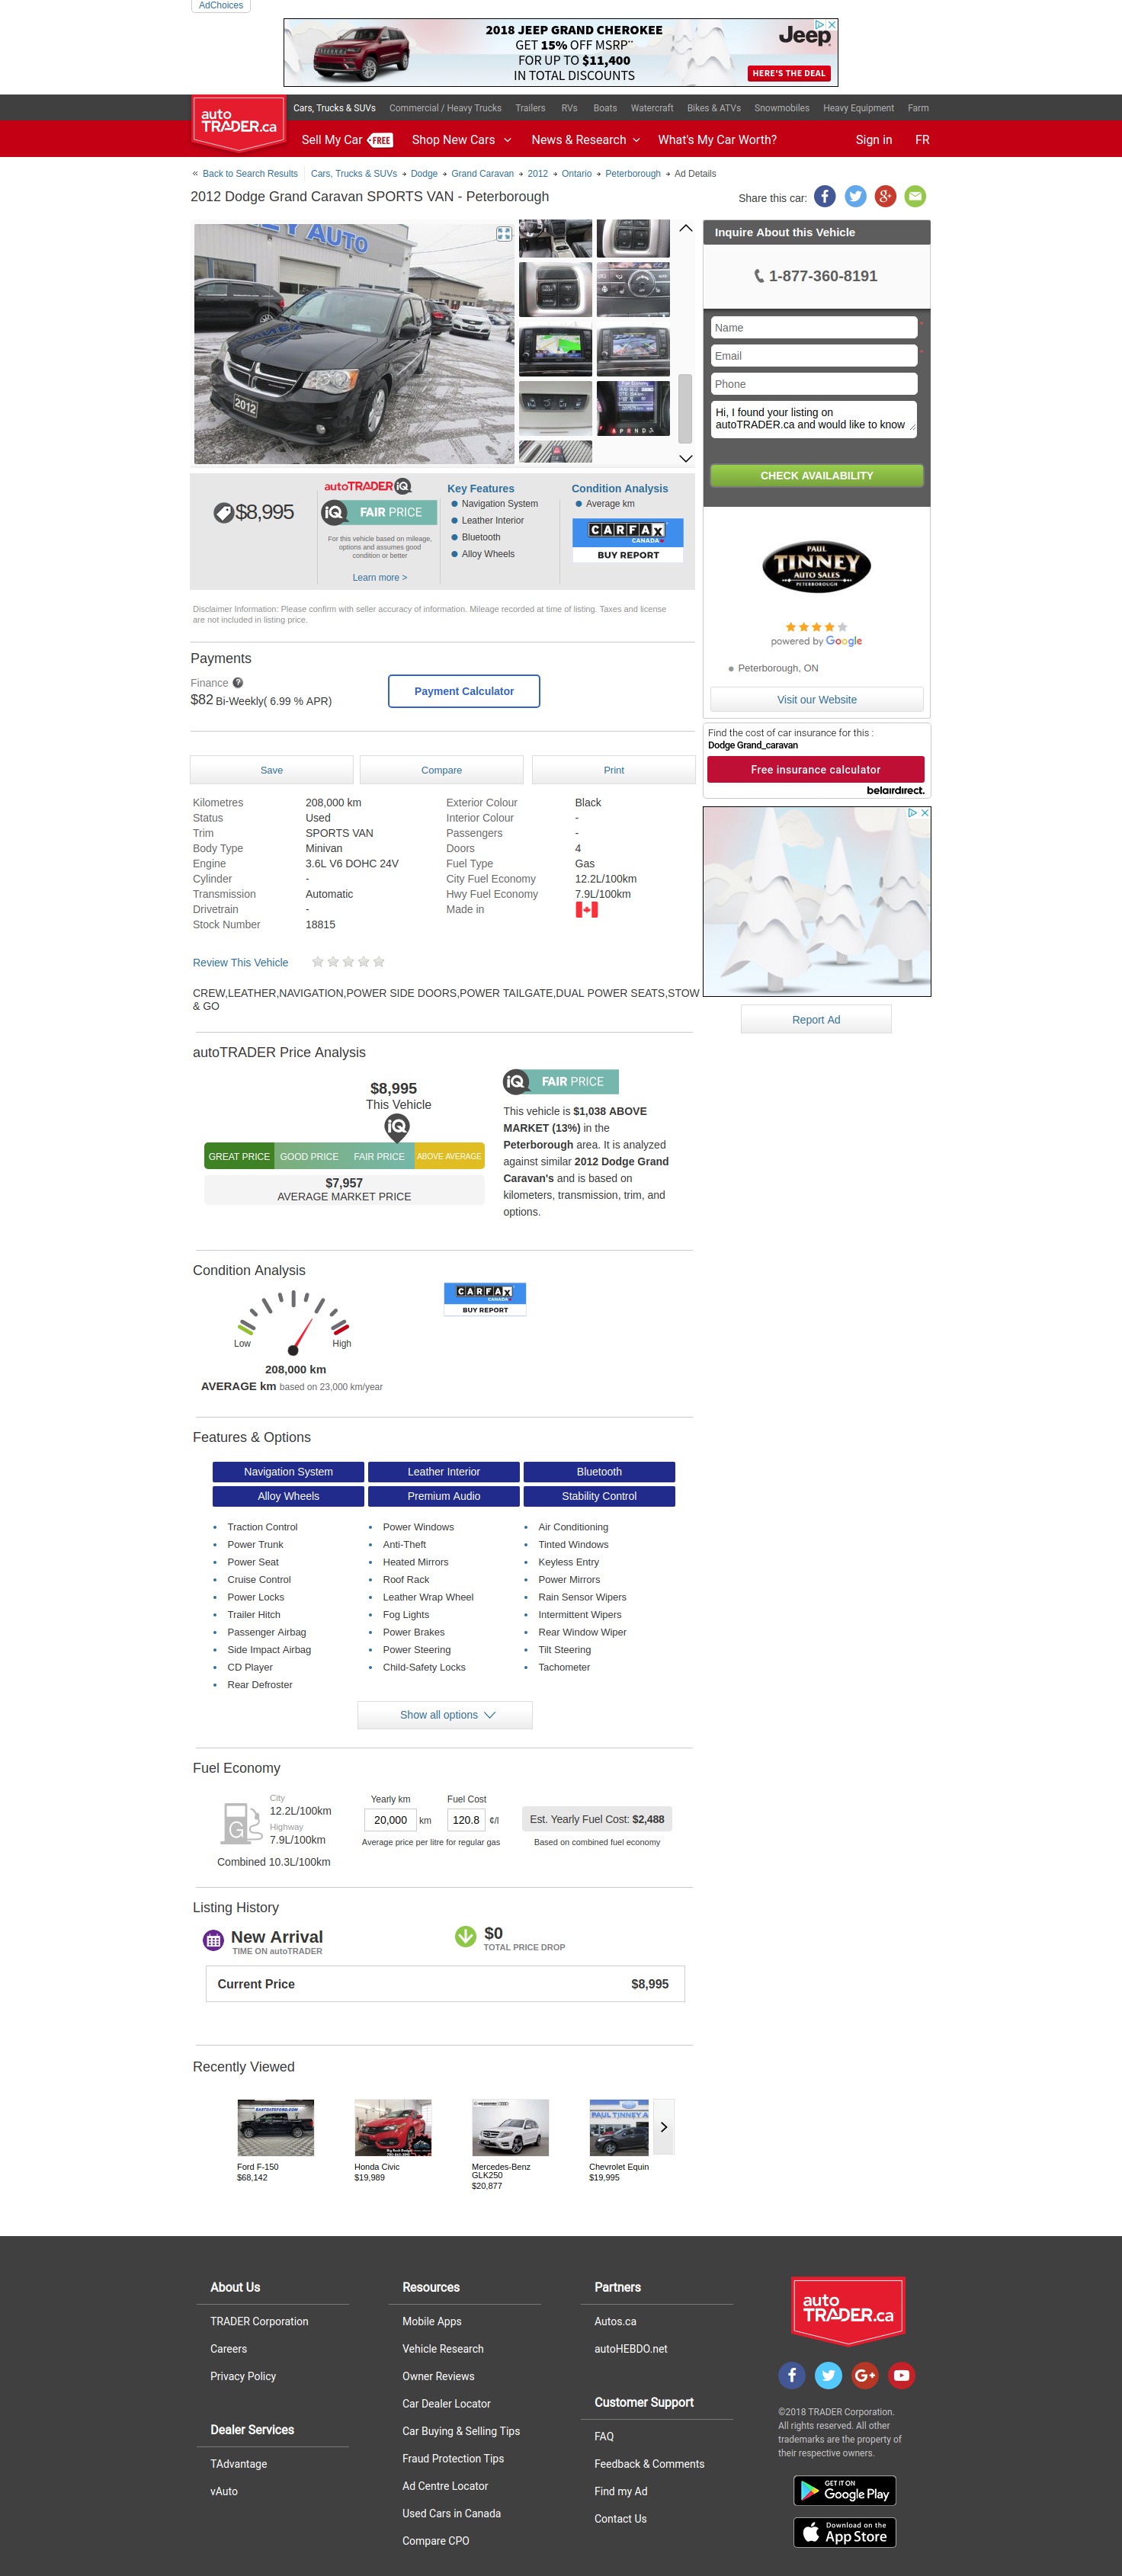 AdChoices
2018 JEEP GRAND CHEROKEE
GET 15% OFF MSRP
FOR UP TO $11,400
IN TOTAL DISCOUNTS
Jeep
HERE'S THE DEAL
auto
TRADER.ca
Cars, Trucks & SUVs Commercial / Heavy Trucks Trailers RVs Boats Watercraft Bikes & ATVs Snowmobiles Heavy Equipment Farm
Sell My Car FREE Shop New Cars News & Research What's My Car Worth? Sign in FR
« Back to Search Results Cars, Trucks & SUVs Dodge Grand Caravan 2012 Ontario Peterborough Ad Details
2012 Dodge Grand Caravan SPORTS VAN - Peterborough
Share this car:
EY AUTO
2012
Inquire About this Vehicle
1-877-360-8191
Name
Email
Phone
Hi, I found your listing on
autoTRADER.ca and would like to know
CHECK AVAILABILITY
$8,995
autoTRADER iQ
iQ FAIR PRICE
For this vehicle based on mileage,
options and assumes good
condition or better
Learn more >
Key Features
Navigation System
Leather Interior
Bluetooth
Alloy Wheels
Condition Analysis
Average km
CARFAX
CANADA
BUY REPORT
PAUL
TINNEY
AUTO SALES
PETERBOROUGH
powered by Google
Peterborough, ON
Visit our Website
Disclaimer Information: Please confirm with seller accuracy of information. Mileage recorded at time of listing. Taxes and license
are not included in listing price.
Payments
Finance ?
$82 Bi-Weekly( 6.99 % APR)
Payment Calculator
Find the cost of car insurance for this :
Dodge Grand_caravan
Free insurance calculator
belairdirect.
Save
Compare
Print
Kilometres 208,000 km Exterior Colour Black
Status Used Interior Colour -
Trim SPORTS VAN Passengers -
Body Type Minivan Doors 4
Engine 3.6L V6 DOHC 24V Fuel Type Gas
Cylinder - City Fuel Economy 12.2L/100km
Transmission Automatic Hwy Fuel Economy 7.9L/100km
Drivetrain - Made in
Stock Number 18815
Review This Vehicle
CREW,LEATHER,NAVIGATION,POWER SIDE DOORS,POWER TAILGATE,DUAL POWER SEATS,STOW
& GO
Report Ad
autoTRADER Price Analysis
$8,995
This Vehicle
iQ
GREAT PRICE GOOD PRICE FAIR PRICE ABOVE AVERAGE
$7,957
AVERAGE MARKET PRICE
iQ FAIR PRICE
This vehicle is $1,038 ABOVE
MARKET (13%) in the
Peterborough area. It is analyzed
against similar 2012 Dodge Grand
Caravan's and is based on
kilometers, transmission, trim, and
options.
Condition Analysis
Low High
208,000 km
AVERAGE km based on 23,000 km/year
CARFAX
CANADA
BUY REPORT
Features & Options
Navigation System Leather Interior Bluetooth
Alloy Wheels Premium Audio Stability Control
Traction Control Power Windows Air Conditioning
Power Trunk Anti-Theft Tinted Windows
Power Seat Heated Mirrors Keyless Entry
Cruise Control Roof Rack Power Mirrors
Power Locks Leather Wrap Wheel Rain Sensor Wipers
Trailer Hitch Fog Lights Intermittent Wipers
Passenger Airbag Power Brakes Rear Window Wiper
Side Impact Airbag Power Steering Tilt Steering
CD Player Child-Safety Locks Tachometer
Rear Defroster
Show all options
Fuel Economy
G
City
12.2L/100km
Highway
7.9L/100km
Combined 10.3L/100km
Yearly km Fuel Cost
20,000 km 120.8 ¢/l
Average price per litre for regular gas
Est. Yearly Fuel Cost: $2,488
Based on combined fuel economy
Listing History
New Arrival
TIME ON autoTRADER
$0
TOTAL PRICE DROP
Current Price $8,995
Recently Viewed
PAUL TINNEY A
Ford F-150
$68,142
Honda Civic
$19,989
Mercedes-Benz
GLK250
$20,877
Chevrolet Equin
$19,995
About Us
TRADER Corporation
Careers
Privacy Policy
Dealer Services
TAdvantage
vAuto
Resources
Mobile Apps
Vehicle Research
Owner Reviews
Car Dealer Locator
Car Buying & Selling Tips
Fraud Protection Tips
Ad Centre Locator
Used Cars in Canada
Compare CPO
Partners
Autos.ca
autoHEBDO.net
Customer Support
FAQ
Feedback & Comments
Find my Ad
Contact Us
auto
TRADER.ca
©2018 TRADER Corporation.
All rights reserved. All other
trademarks are the property of
their respective owners.
GET IT ON
Google Play
Download on the
App Store